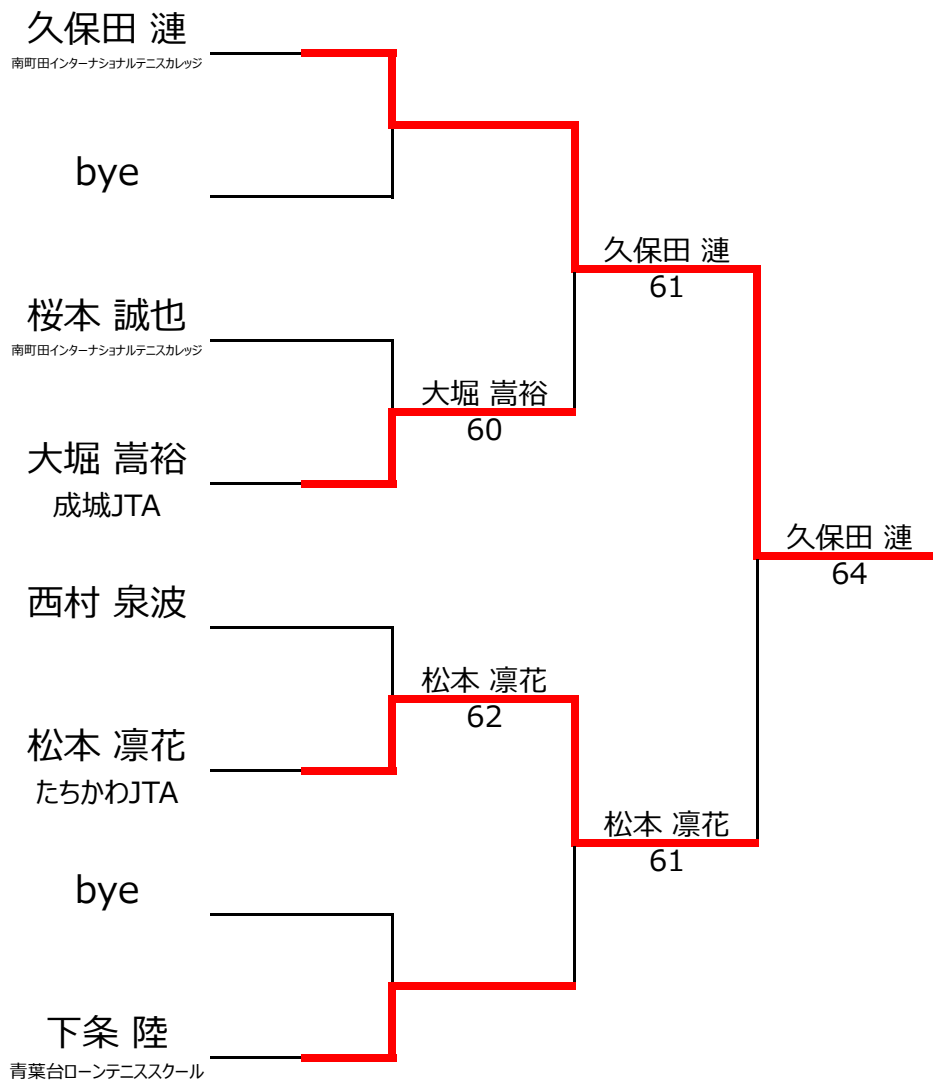 久保田 漣
南町田インターナショナルテニスカレッジ
bye
久保田 漣
61
桜本 誠也
南町田インターナショナルテニスカレッジ
大堀 嵩裕
60
大堀 嵩裕
成城JTA
久保田 漣
64
西村 泉波
松本 凛花
62
松本 凛花
たちかわJTA
松本 凛花
61
bye
下条 陸
青葉台ローンテニススクール